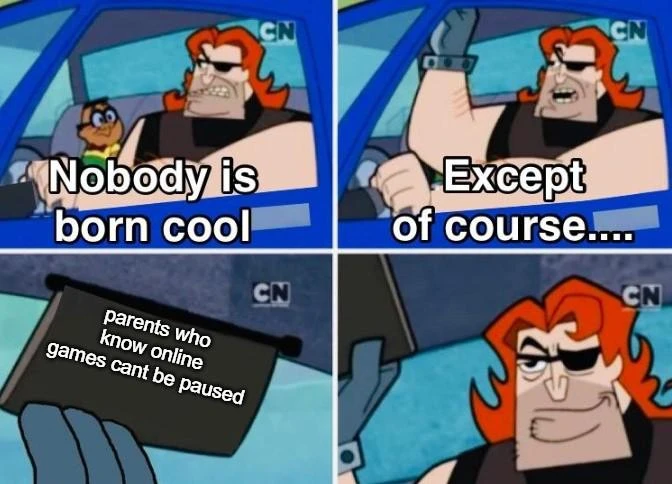 CN
CN
Nobody is
born cool
Except
of course....
CN
CN
parents who
know online
games cant be paused